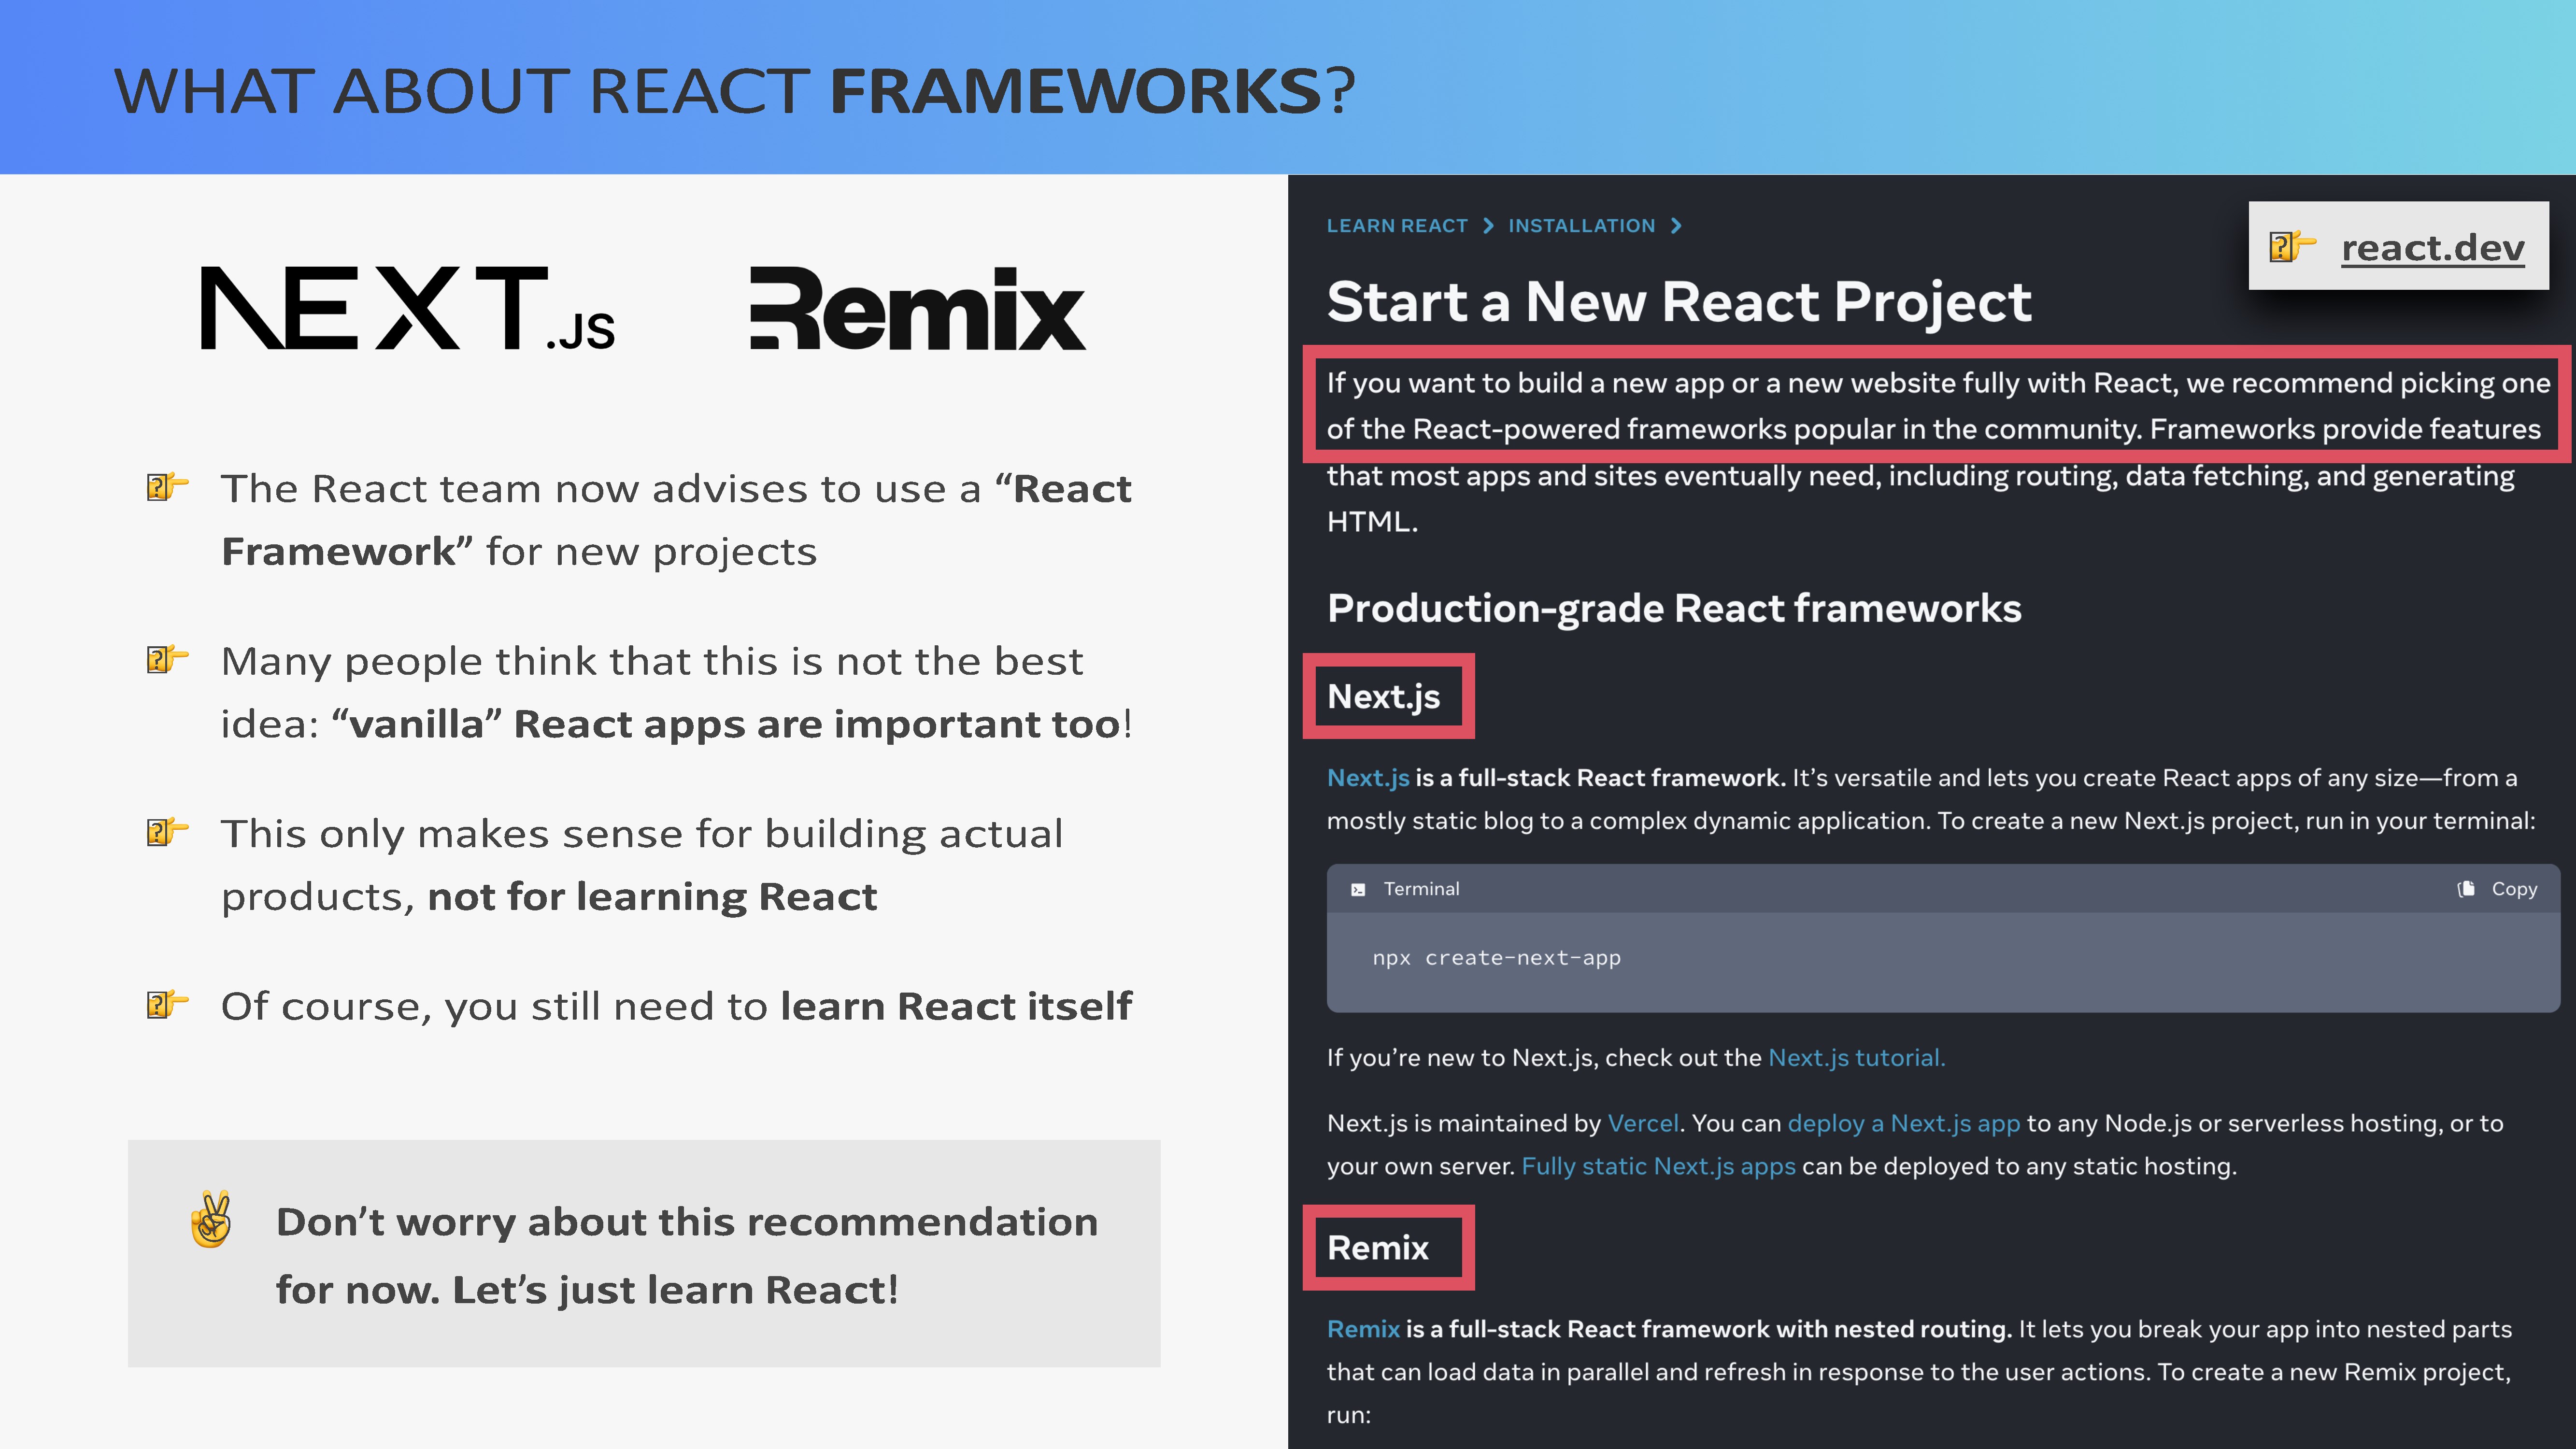 WHAT ABOUT REACT FRAMEWORKS?
NEXT.JS
Remix
The React team now advises to use a “React
Framework” for new projects
Many people think that this is not the best
idea: “vanilla” React apps are important too!
This only makes sense for building actual
products, not for learning React
Of course, you still need to learn React itself
Don’t worry about this recommendation
for now. Let’s just learn React!
LEARN REACT > INSTALLATION >
react.dev
Start a New React Project
If you want to build a new app or a new website fully with React, we recommend picking one
of the React-powered frameworks popular in the community. Frameworks provide features
that most apps and sites eventually need, including routing, data fetching, and generating
HTML.
Production-grade React frameworks
Next.js
Next.js is a full-stack React framework. It’s versatile and lets you create React apps of any size—from a
mostly static blog to a complex dynamic application. To create a new Next.js project, run in your terminal:
Terminal
Copy
npx create-next-app
If you’re new to Next.js, check out the Next.js tutorial.
Next.js is maintained by Vercel. You can deploy a Next.js app to any Node.js or serverless hosting, or to
your own server. Fully static Next.js apps can be deployed to any static hosting.
Remix
Remix is a full-stack React framework with nested routing. It lets you break your app into nested parts
that can load data in parallel and refresh in response to the user actions. To create a new Remix project,
run: